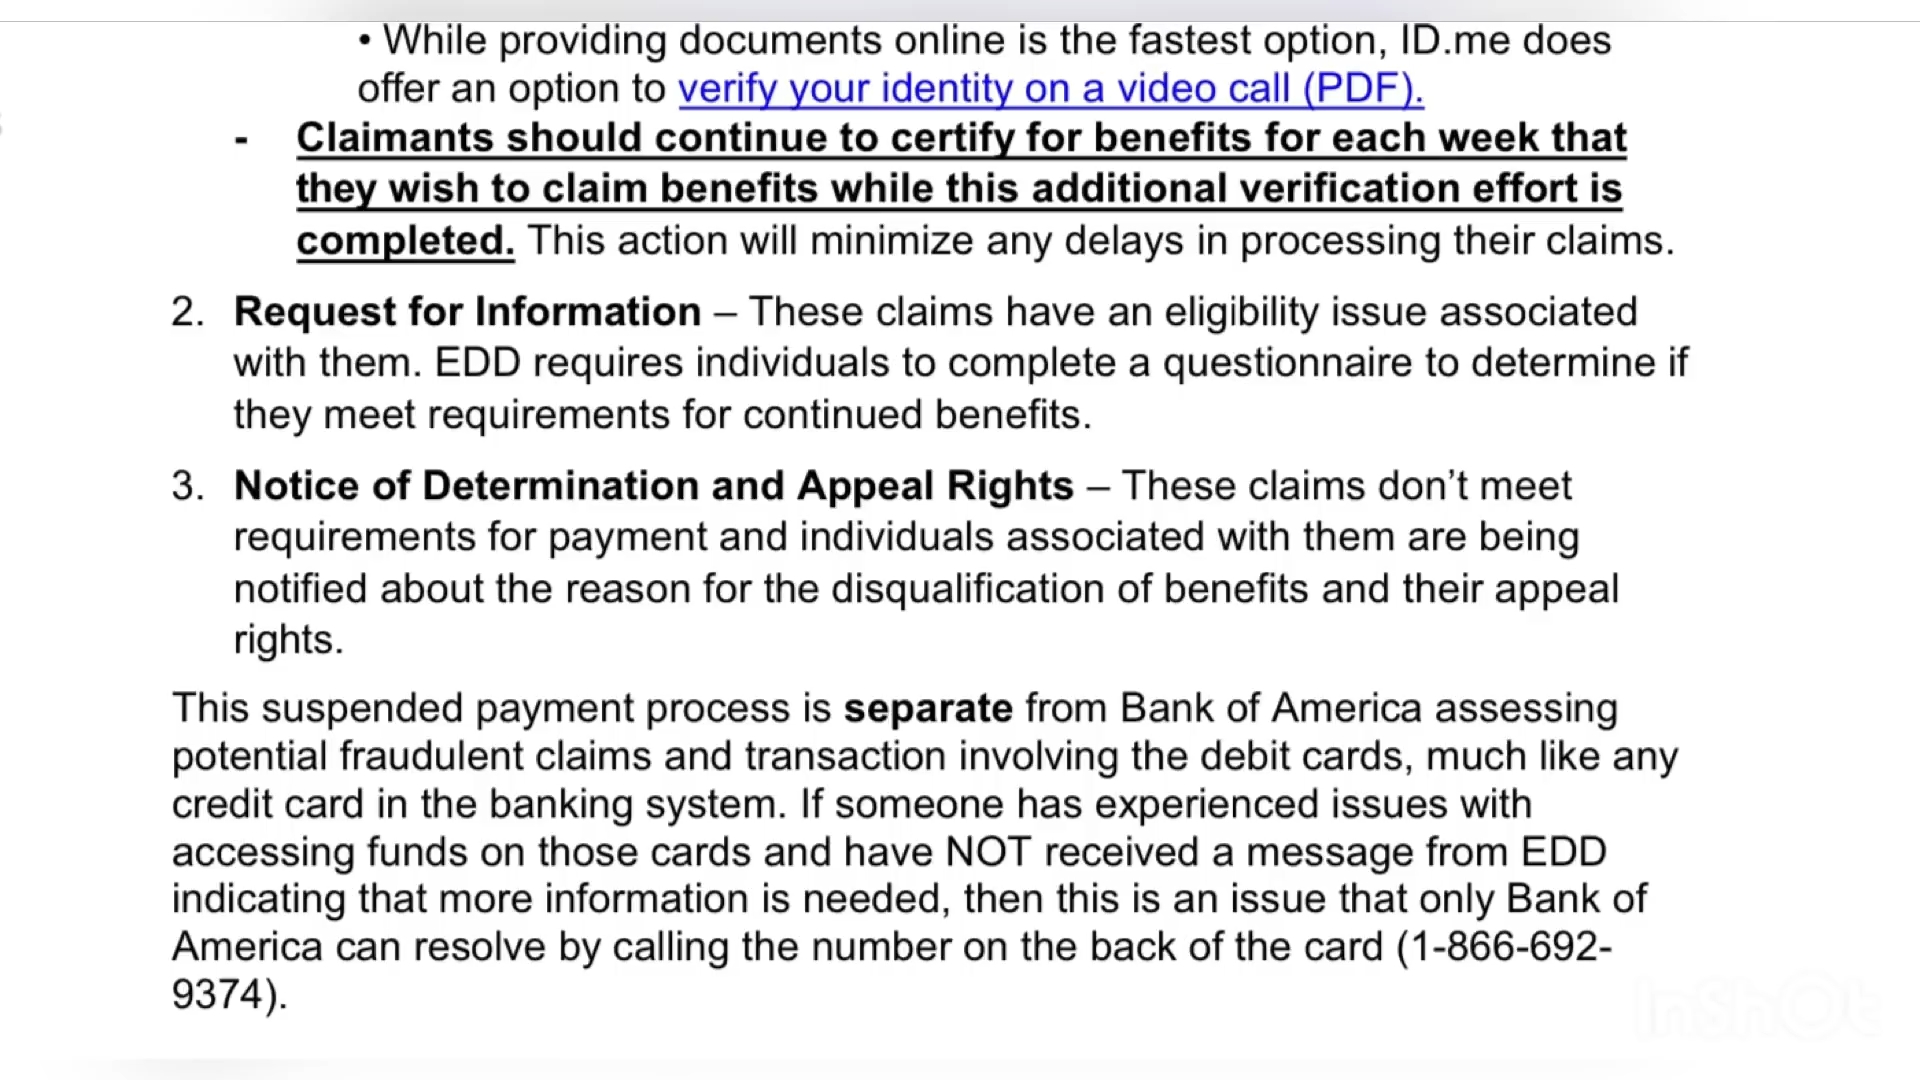 • While providing documents online is the fastest option, ID.me does
offer an option to verify your identity on a video call (PDF).
- Claimants should continue to certify for benefits for each week that
they wish to claim benefits while this additional verification effort is
completed. This action will minimize any delays in processing their claims.
2. Request for Information – These claims have an eligibility issue associated
with them. EDD requires individuals to complete a questionnaire to determine if
they meet requirements for continued benefits.
3. Notice of Determination and Appeal Rights – These claims don’t meet
requirements for payment and individuals associated with them are being
notified about the reason for the disqualification of benefits and their appeal
rights.
This suspended payment process is separate from Bank of America assessing
potential fraudulent claims and transaction involving the debit cards, much like any
credit card in the banking system. If someone has experienced issues with
accessing funds on those cards and have NOT received a message from EDD
indicating that more information is needed, then this is an issue that only Bank of
America can resolve by calling the number on the back of the card (1-866-692-
9374).
InShOt